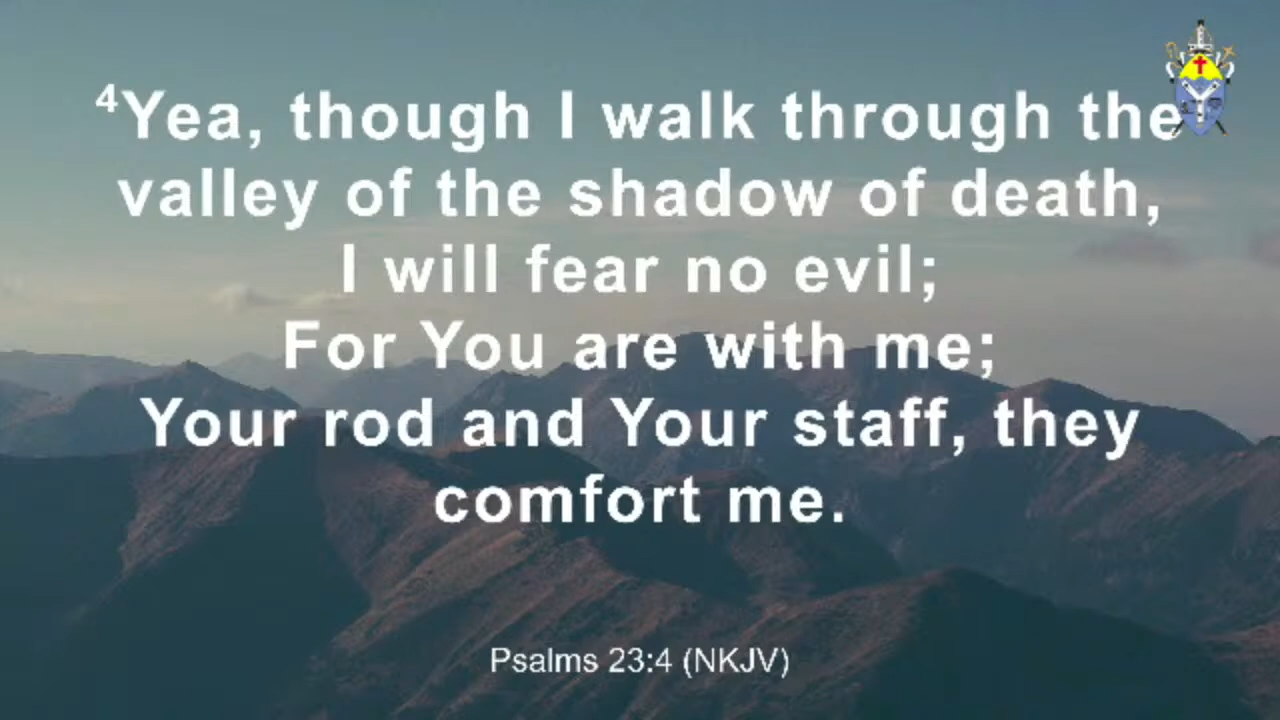 ⁴Yea, though I walk through the
valley of the shadow of death,
I will fear no evil;
For You are with me;
Your rod and Your staff, they
comfort me.
Psalms 23:4 (NKJV)